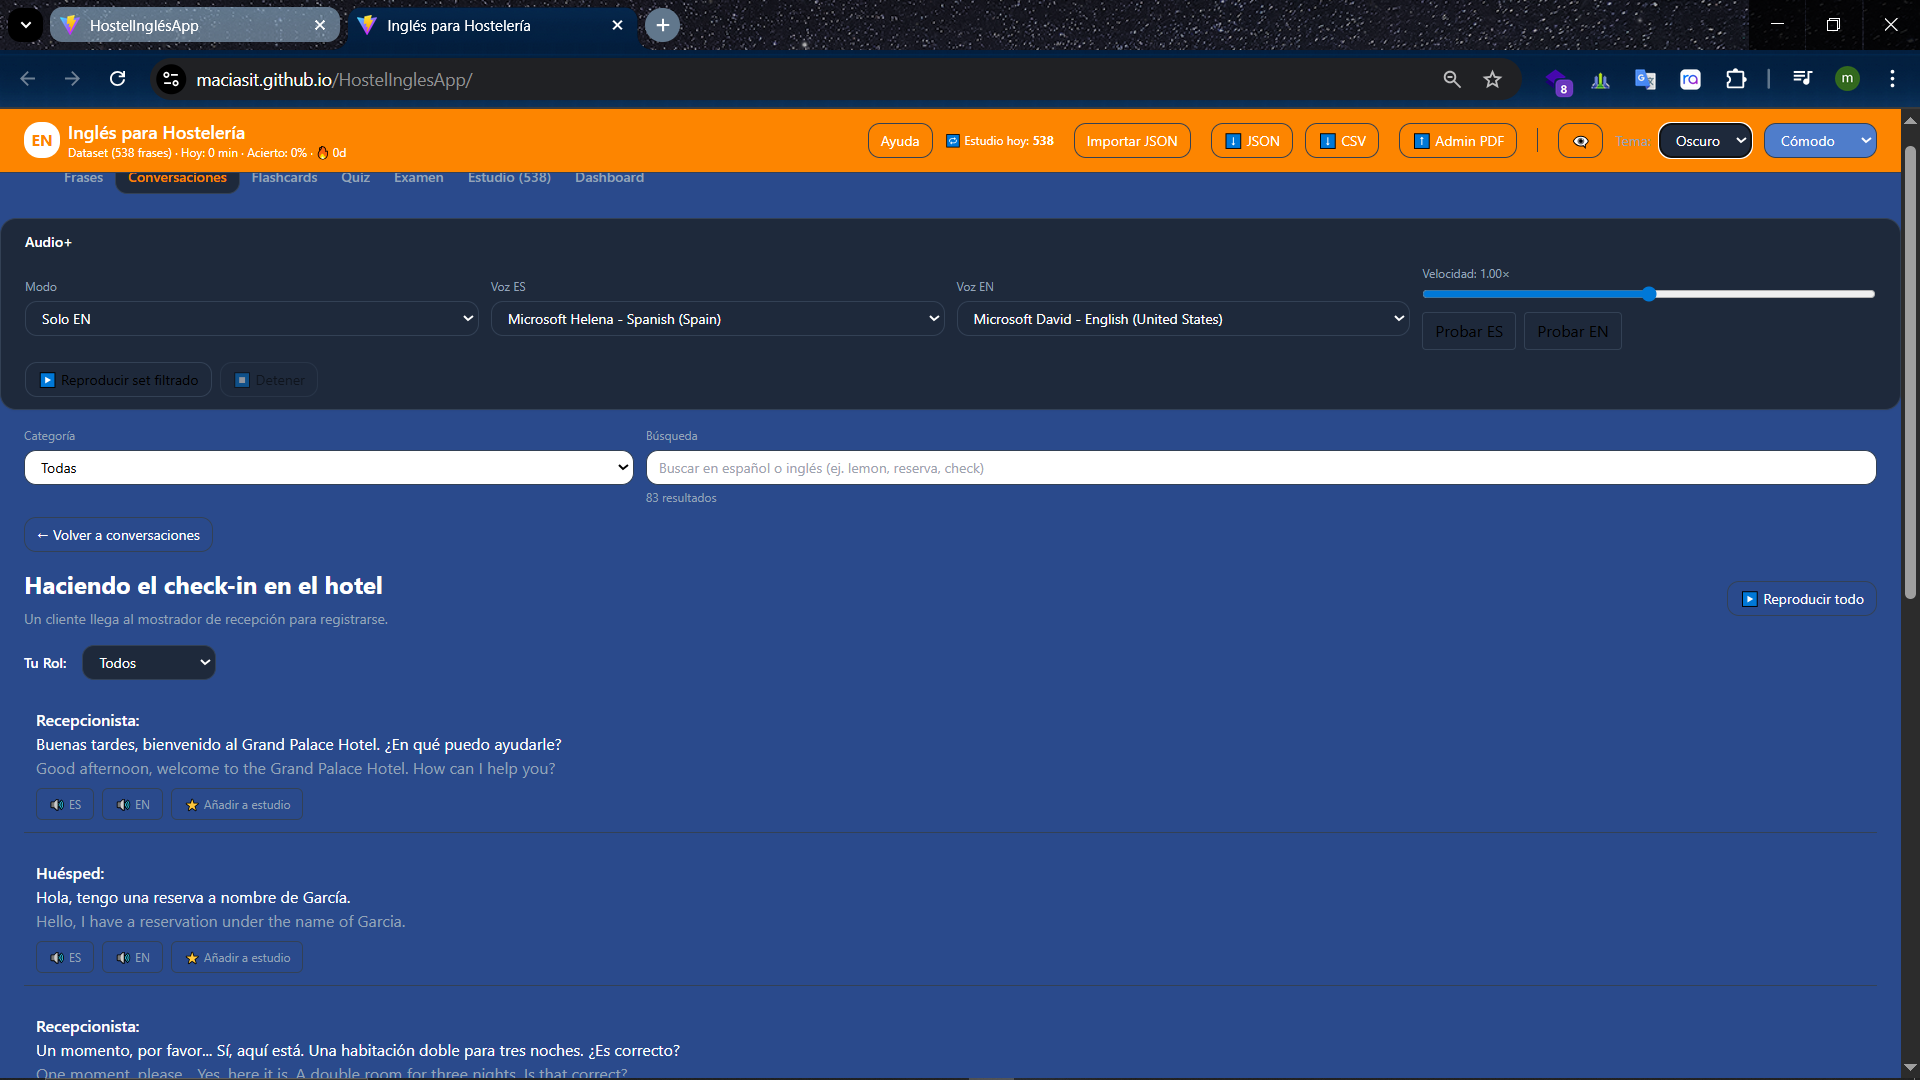 HostelInglésApp
Inglés para Hostelería
maciasit.github.io/HostelInglesApp/
8
m
EN
Inglés para Hostelería
Dataset (538 frases) · Hoy: 0 min · Acierto: 0% · 🔥 0d
Ayuda
🔁 Estudio hoy: 538
Importar JSON
⬇️ JSON
⬇️ CSV
⬆️ Admin PDF
Tema:
Oscuro
Cómodo
Frases
Conversaciones
Flashcards
Quiz
Examen
Estudio (538)
Dashboard
Audio+
Modo
Voz ES
Voz EN
Velocidad: 1.00×
Solo EN
Microsoft Helena - Spanish (Spain)
Microsoft David - English (United States)
Probar ES
Probar EN
▶️ Reproducir set filtrado
⏹️ Detener
Categoría
Búsqueda
Todas
Buscar en español o inglés (ej. lemon, reserva, check)
83 resultados
← Volver a conversaciones
Haciendo el check-in en el hotel
▶️ Reproducir todo
Un cliente llega al mostrador de recepción para registrarse.
Tu Rol:
Todos
Recepcionista:
Buenas tardes, bienvenido al Grand Palace Hotel. ¿En qué puedo ayudarle?
Good afternoon, welcome to the Grand Palace Hotel. How can I help you?
🔊 ES
🔊 EN
⭐ Añadir a estudio
Huésped:
Hola, tengo una reserva a nombre de García.
Hello, I have a reservation under the name of Garcia.
🔊 ES
🔊 EN
⭐ Añadir a estudio
Recepcionista:
Un momento, por favor... Sí, aquí está. Una habitación doble para tres noches. ¿Es correcto?
One moment, please... Yes, here it is. A double room for three nights. Is that correct?